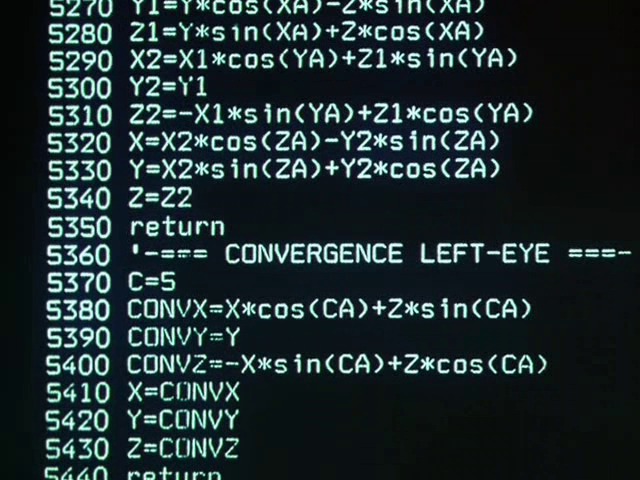 5270 Y1=Y*cos(XA)-Z*sin(XA)
5280 Z1=Y*sin(XA)+Z*cos(XA)
5290 X2=X1*cos(YA)+Z1*sin(YA)
5300 Y2=Y1
5310 Z2=-X1*sin(YA)+Z1*cos(YA)
5320 X=X2*cos(ZA)-Y2*sin(ZA)
5330 Y=X2*sin(ZA)+Y2*cos(ZA)
5340 Z=Z2
5350 return
5360 '-=== CONVERGENCE LEFT-EYE ===-
5370 C=5
5380 CONVX=X*cos(CA)+Z*sin(CA)
5390 CONVY=Y
5400 CONVZ=-X*sin(CA)+Z*cos(CA)
5410 X=CONVX
5420 Y=CONVY
5430 Z=CONVZ
5440 return